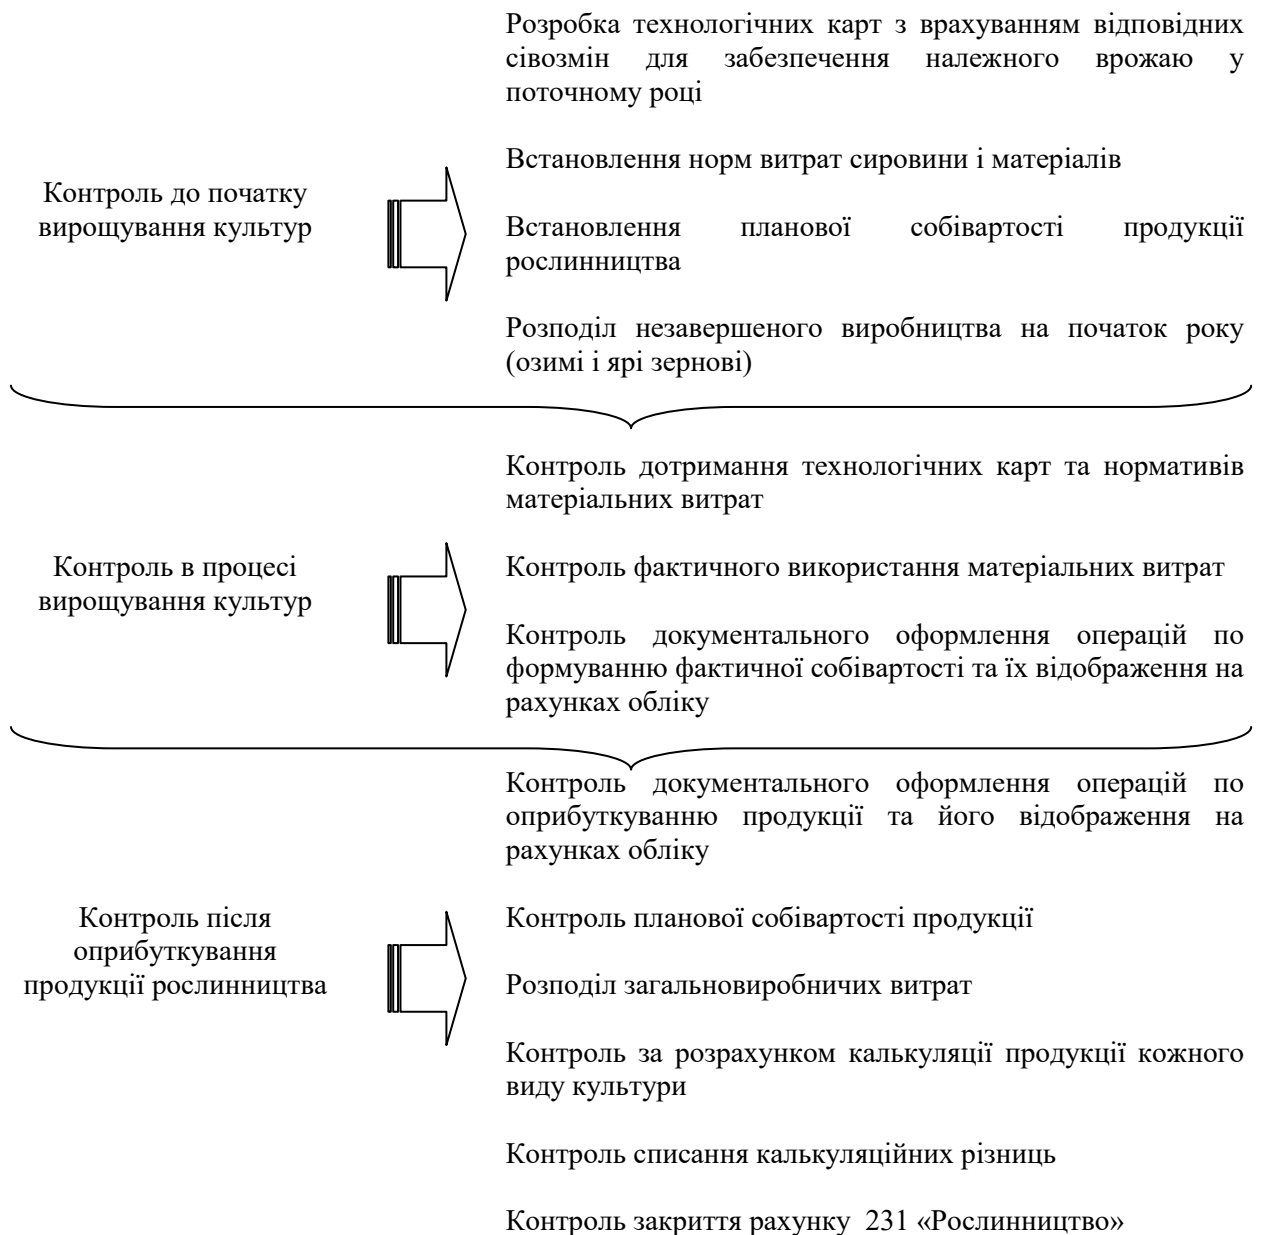 Розробка технологічних карт з врахуванням відповідних
сівозмін для забезпечення належного врожаю у
поточному році
Встановлення норм витрат сировини і матеріалів
Контроль до початку
вирощування культур
Встановлення планової собівартості продукції
рослинництва
Розподіл незавершеного виробництва на початок року
(озимі і ярі зернові)
Контроль дотримання технологічних карт та нормативів
матеріальних витрат
Контроль в процесі
вирощування культур
Контроль фактичного використання матеріальних витрат
Контроль документального оформлення операцій по
формуванню фактичної собівартості та їх відображення на
рахунках обліку
Контроль документального оформлення операцій по
оприбуткуванню продукції та його відображення на
рахунках обліку
Контроль після
оприбуткування
продукції рослинництва
Контроль планової собівартості продукції
Розподіл загальновиробничих витрат
Контроль за розрахунком калькуляції продукції кожного
виду культури
Контроль списання калькуляційних різниць
Контроль закриття рахунку 231 «Рослинництво»